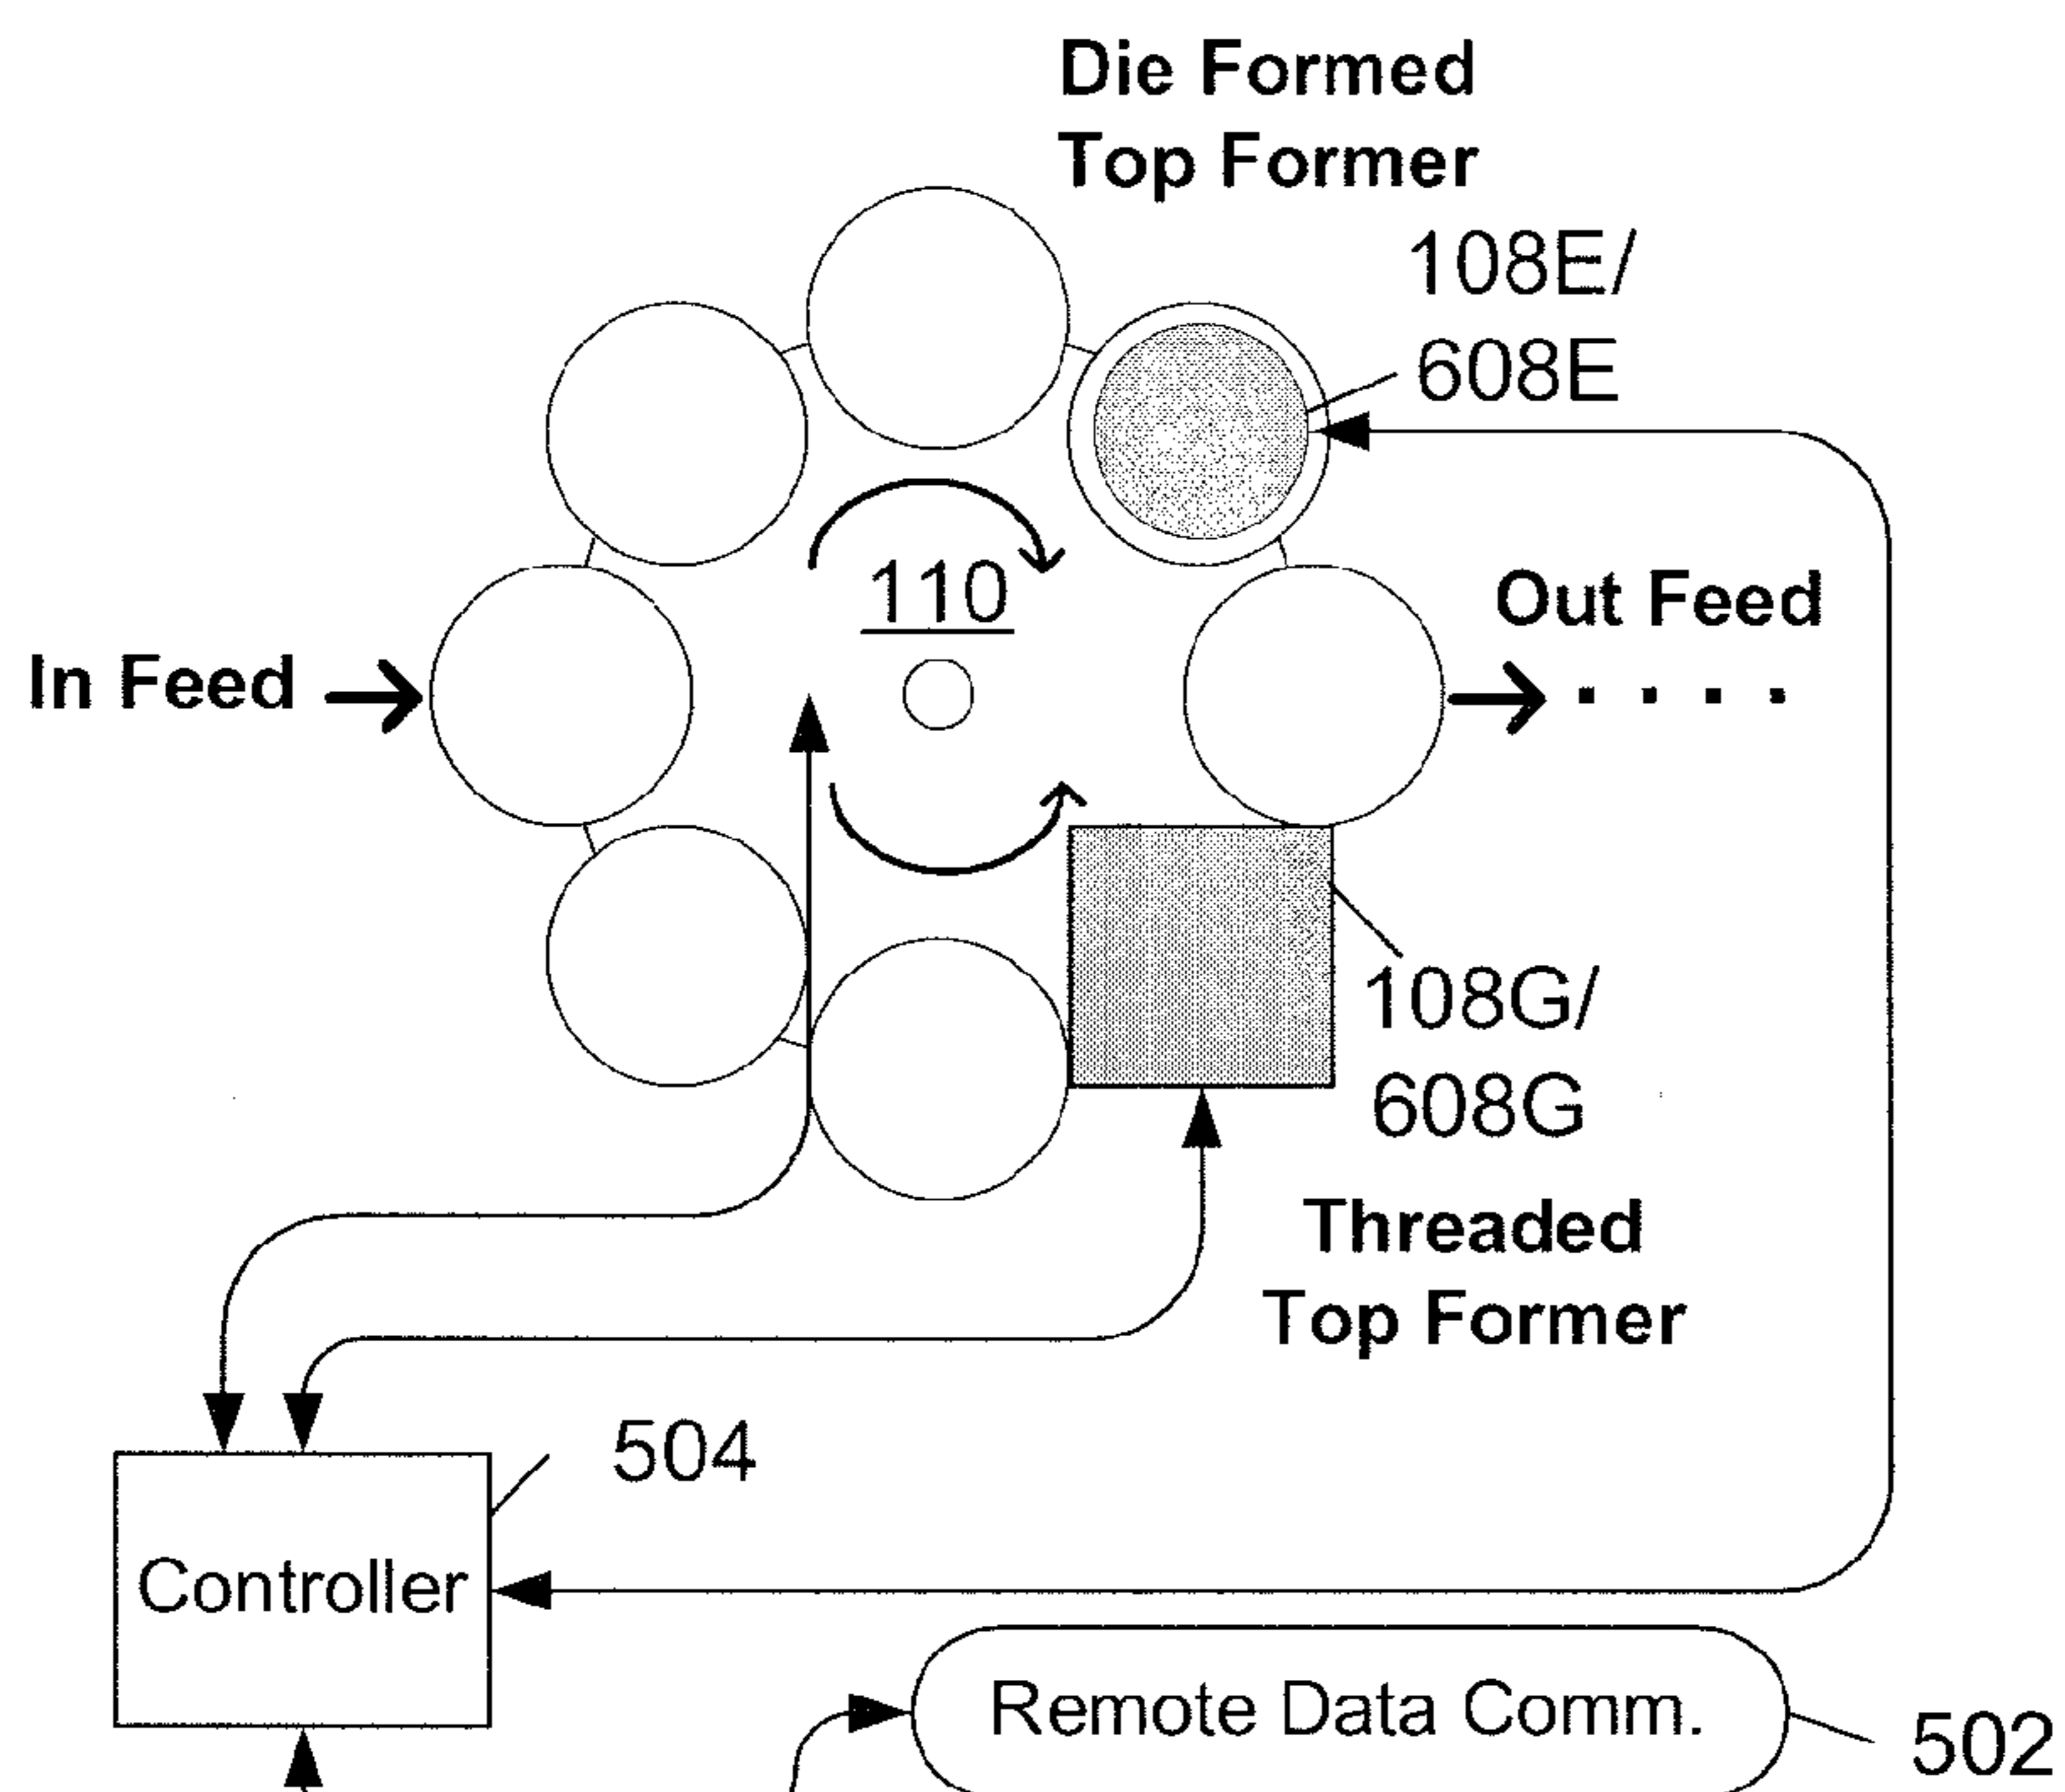 Die Formed
Top Former
108E/
608E
110
Out Feed
In Feed
108G/
608G
Threaded
Top Former
504
Controller
Remote Data Comm.
502